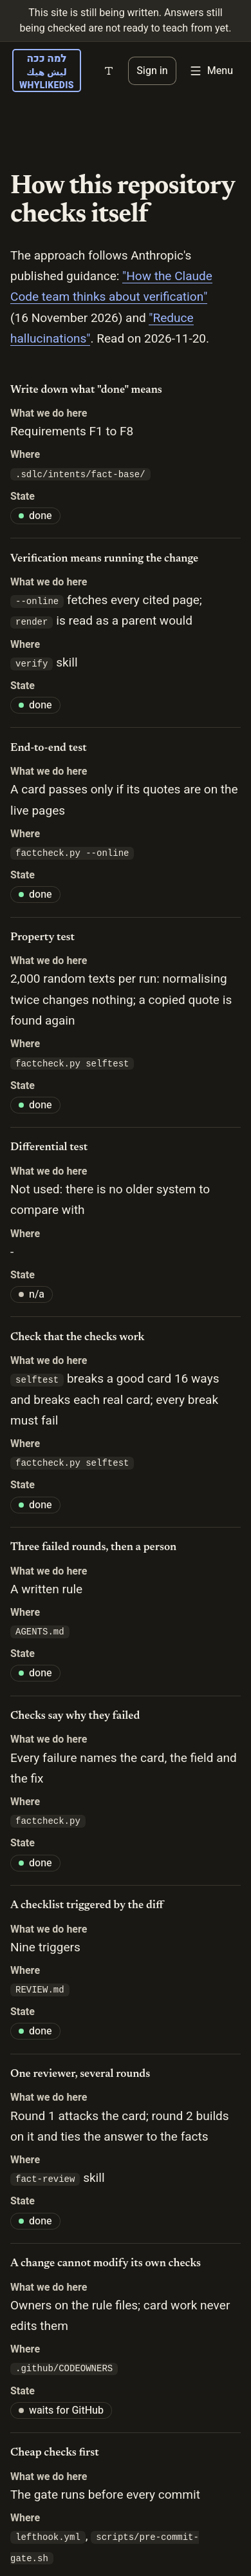 This site is still being written. Answers still
being checked are not ready to teach from yet.
למה ככה
ليش هيك
WHYLIKEDIS
T
Sign in
Menu
How this repository
checks itself
The approach follows Anthropic's
published guidance: "How the Claude
Code team thinks about verification"
(16 November 2026) and "Reduce
hallucinations". Read on 2026-11-20.
Write down what "done" means
What we do here
Requirements F1 to F8
Where
.sdlc/intents/fact-base/
State
done
Verification means running the change
What we do here
--online fetches every cited page;
render is read as a parent would
Where
verify skill
State
done
End-to-end test
What we do here
A card passes only if its quotes are on the
live pages
Where
factcheck.py --online
State
done
Property test
What we do here
2,000 random texts per run: normalising
twice changes nothing; a copied quote is
found again
Where
factcheck.py selftest
State
done
Differential test
What we do here
Not used: there is no older system to
compare with
Where
-
State
n/a
Check that the checks work
What we do here
selftest breaks a good card 16 ways
and breaks each real card; every break
must fail
Where
factcheck.py selftest
State
done
Three failed rounds, then a person
What we do here
A written rule
Where
AGENTS.md
State
done
Checks say why they failed
What we do here
Every failure names the card, the field and
the fix
Where
factcheck.py
State
done
A checklist triggered by the diff
What we do here
Nine triggers
Where
REVIEW.md
State
done
One reviewer, several rounds
What we do here
Round 1 attacks the card; round 2 builds
on it and ties the answer to the facts
Where
fact-review skill
State
done
A change cannot modify its own checks
What we do here
Owners on the rule files; card work never
edits them
Where
.github/CODEOWNERS
State
waits for GitHub
Cheap checks first
What we do here
The gate runs before every commit
Where
lefthook.yml, scripts/pre-commit-
gate.sh